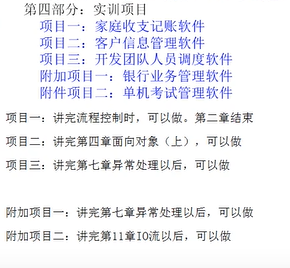 第四部分：实训项目
项目一：家庭收支记账软件
项目二：客户信息管理软件
项目三：开发团队人员调度软件
附加项目一：银行业务管理软件
附件项目二：单机考试管理软件
项目一：讲完流程控制时，可以做。第二章结束
项目二：讲完第四章面向对象（上），可以做
项目三：讲完第七章异常处理以后，可以做
附加项目一：讲完第七章异常处理以后，可以做
附加项目二：讲完第11章IO流以后，可以做